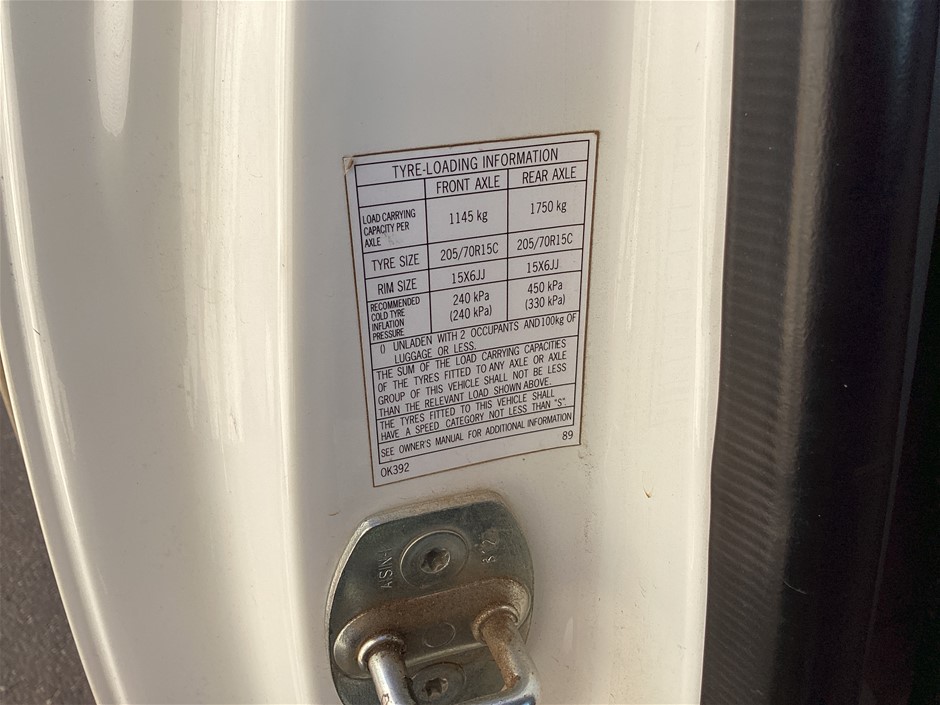 TYRE-LOADING INFORMATION
FRONT AXLE REAR AXLE
LOAD CARRYING
CAPACITY PER
AXLE
1145 kg 1750 kg
TYRE SIZE 205/70R15C 205/70R15C
RIM SIZE 15X6JJ 15X6JJ
RECOMMENDED
COLD TYRE
INFLATION
PRESSURE
240 kPa 450 kPa
(240 kPa) (330 kPa)
() UNLADEN WITH 2 OCCUPANTS AND 100kg OF
LUGGAGE OR LESS.
THE SUM OF THE LOAD CARRYING CAPACITIES
OF THE TYRES FITTED TO ANY AXLE OR AXLE
GROUP OF THIS VEHICLE SHALL NOT BE LESS
THAN THE RELEVANT LOAD SHOWN ABOVE.
THE TYRES FITTED TO THIS VEHICLE SHALL
HAVE A SPEED CATEGORY NOT LESS THAN "S".
SEE OWNER'S MANUAL FOR ADDITIONAL INFORMATION
OK392 89
AISIN-I